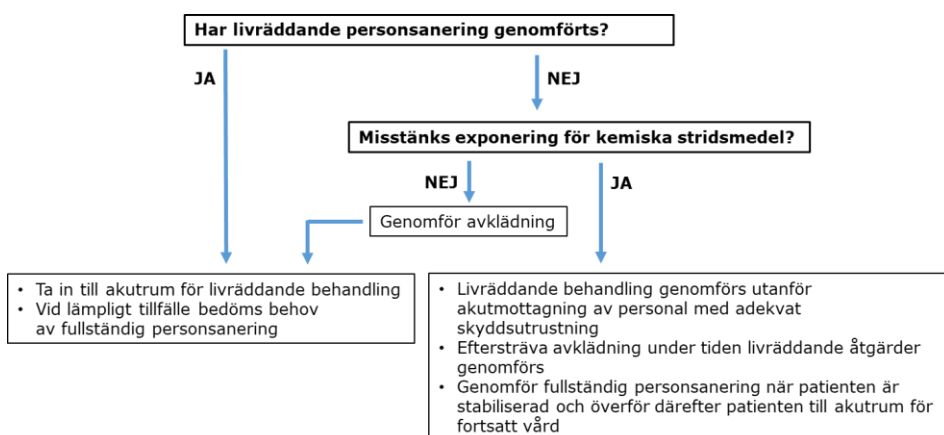 Har livräddande personsanering genomförts?
JA
NEJ
Misstänks exponering för kemiska stridsmedel?
NEJ
JA
Genomför avklädning
• Ta in till akutrum för livräddande behandling
• Vid lämpligt tillfälle bedöms behov
av fullständig personsanering
• Livräddande behandling genomförs utanför
akutmottagning av personal med adekvat
skyddsutrustning
• Eftersträva avklädning under tiden livräddande åtgärder
genomförs
• Genomför fullständig personsanering när patienten är
stabiliserad och överför därefter patienten till akutrum för
fortsatt vård